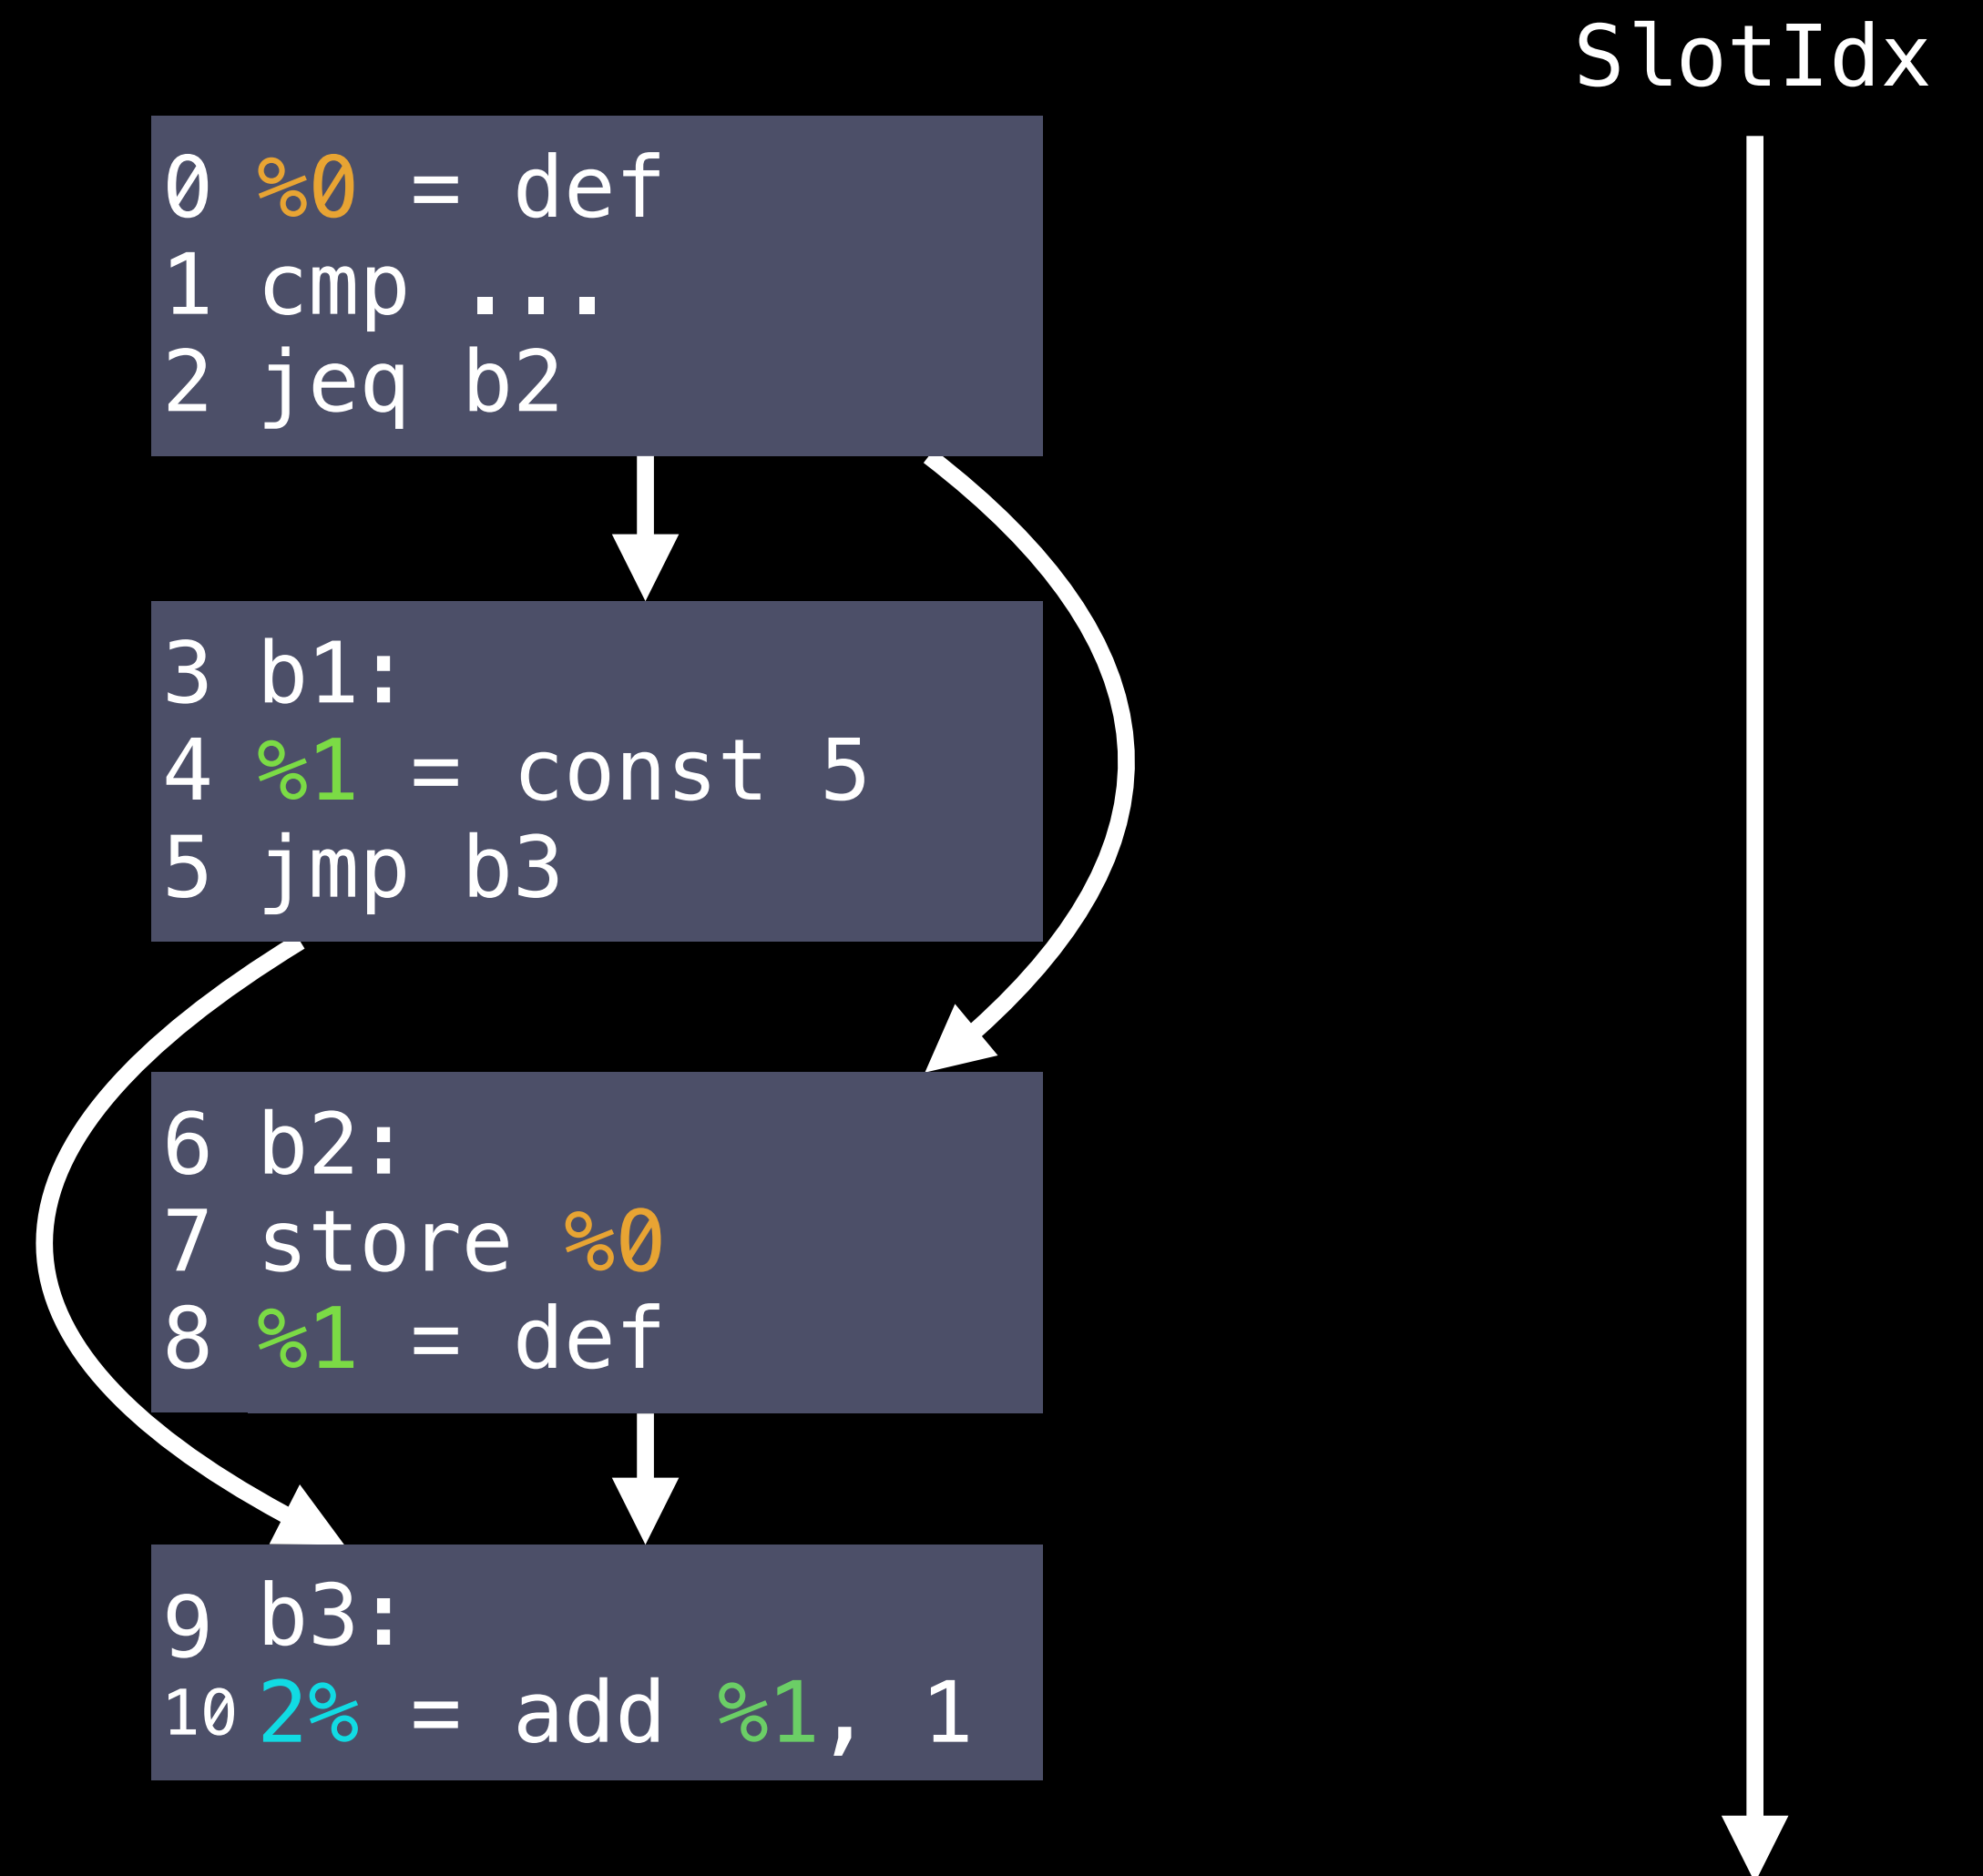 SlotIdx
0 %0 = def
1 cmp ...
2 jeq b2
3 b1:
4 %1 = const 5
5 jmp b3
6 b2:
7 store %0
8 %1 = def
9 b3:
10 2% = add %1, 1